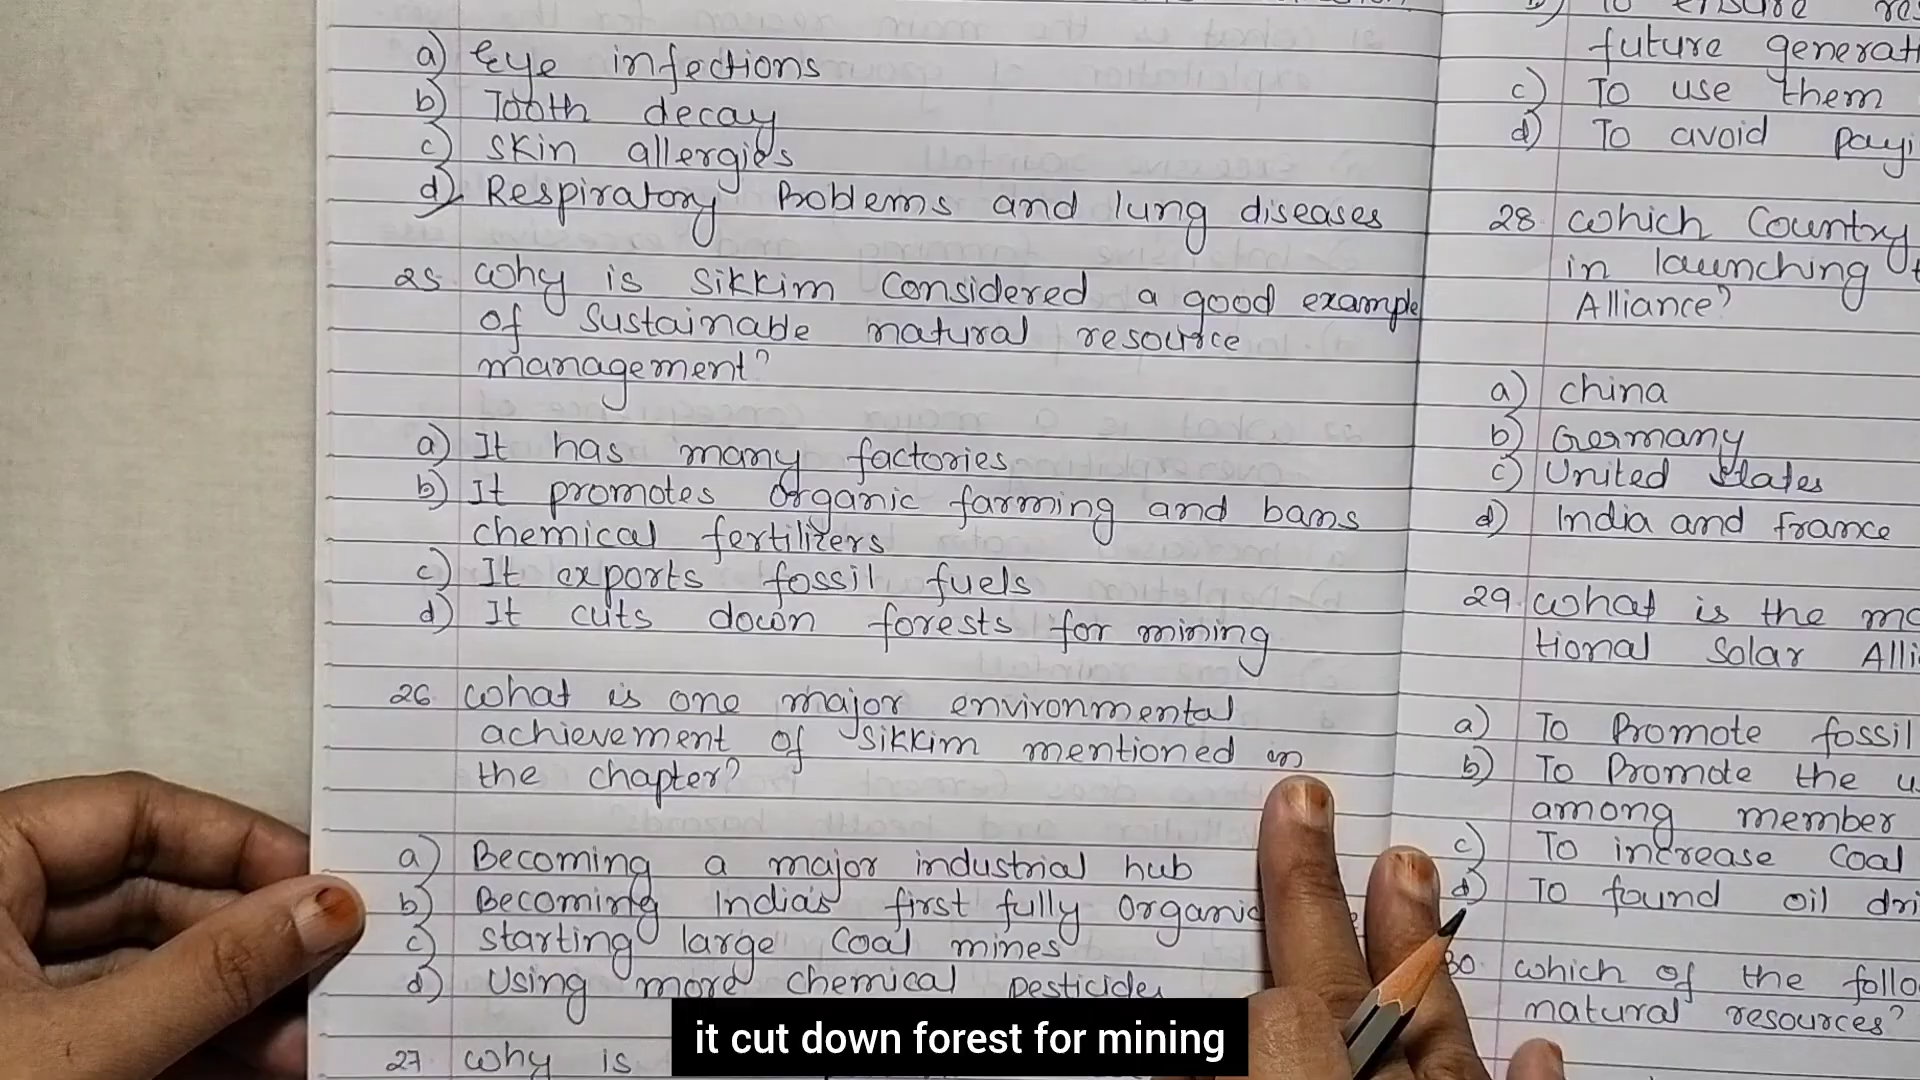 a) Eye infections
b) Tooth decay
c) Skin allergies
d) Respiratory Problems and lung diseases
25. Why is Sikkim Considered a good example
of Sustainable natural resource
management?
a) It has many factories
b) It promotes organic farming and bans
chemical fertilizers
c) It exports fossil fuels
d) It cuts down forests for mining
26. What is one major environmental
achievement of Sikkim mentioned in
the chapter?
a) Becoming a major industrial hub
b) Becoming India's first fully Organic
c) Starting large Coal mines
d) Using more chemical pesticides
27. Why is
b) To ensure
future
c) To use them
d) To avoid
28. Which Country
in launching
Alliance?
a) China
b) Germany
c) United States
d) India and France
29. What is the
tional Solar
a) To Promote fossil
b) To Promote the
among member
c) To increase Coal
d) To found oil
30. Which of the
natural resources?
it cut down forest for mining